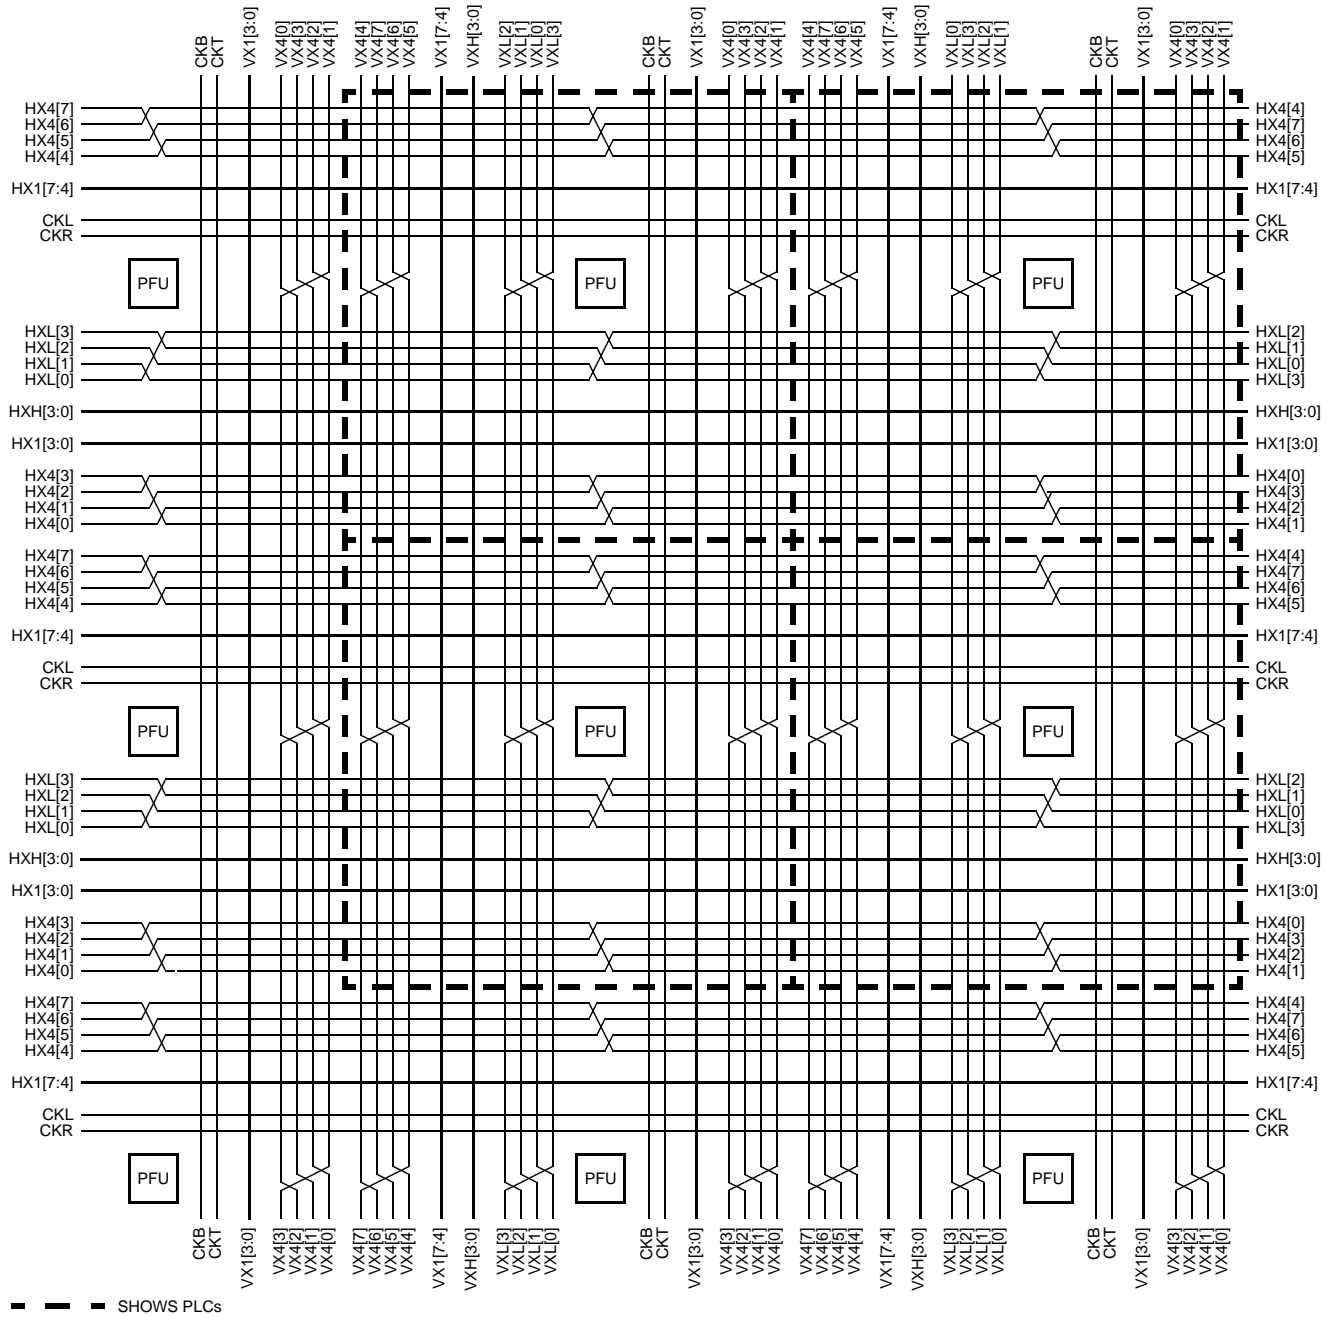 CKB
CKT
VX1[3:0]
VX4[0]
VX4[3]
VX4[2]
VX4[1]
VX4[4]
VX4[7]
VX4[6]
VX4[5]
VX1[7:4]
VXH[3:0]
VXL[2]
VXL[1]
VXL[0]
VXL[3]
CKB
CKT
VX1[3:0]
VX4[0]
VX4[3]
VX4[2]
VX4[1]
VX4[4]
VX4[7]
VX4[6]
VX4[5]
VX1[7:4]
VXH[3:0]
VXL[0]
VXL[3]
VXL[2]
VXL[1]
CKB
CKT
VX1[3:0]
VX4[0]
VX4[3]
VX4[2]
VX4[1]
HX4[7] HX4[4]
HX4[6] HX4[7]
HX4[5] HX4[6]
HX4[4] HX4[5]
HX1[7:4] HX1[7:4]
CKL CKL
CKR CKR
PFU PFU PFU
HXL[3] HXL[2]
HXL[2] HXL[1]
HXL[1] HXL[0]
HXL[0] HXL[3]
HXH[3:0] HXH[3:0]
HX1[3:0] HX1[3:0]
HX4[3] HX4[0]
HX4[2] HX4[3]
HX4[1] HX4[2]
HX4[0] HX4[1]
HX4[7] HX4[4]
HX4[6] HX4[7]
HX4[5] HX4[6]
HX4[4] HX4[5]
HX1[7:4] HX1[7:4]
CKL CKL
CKR CKR
PFU PFU PFU
HXL[3] HXL[2]
HXL[2] HXL[1]
HXL[1] HXL[0]
HXL[0] HXL[3]
HXH[3:0] HXH[3:0]
HX1[3:0] HX1[3:0]
HX4[3] HX4[0]
HX4[2] HX4[3]
HX4[1] HX4[2]
HX4[0] HX4[1]
HX4[7] HX4[4]
HX4[6] HX4[7]
HX4[5] HX4[6]
HX4[4] HX4[5]
HX1[7:4] HX1[7:4]
CKL CKL
CKR CKR
PFU PFU PFU
CKB
CKT
VX1[3:0]
VX4[3]
VX4[2]
VX4[1]
VX4[0]
VX4[7]
VX4[6]
VX4[5]
VX4[4]
VX1[7:4]
VXH[3:0]
VXL[3]
VXL[2]
VXL[1]
VXL[0]
CKB
CKT
VX1[3:0]
VX4[3]
VX4[2]
VX4[1]
VX4[0]
VX4[7]
VX4[6]
VX4[5]
VX4[4]
VX1[7:4]
VXH[3:0]
VXL[3]
VXL[2]
VXL[1]
VXL[0]
CKB
CKT
VX1[3:0]
VX4[3]
VX4[2]
VX4[1]
VX4[0]
SHOWS PLCs